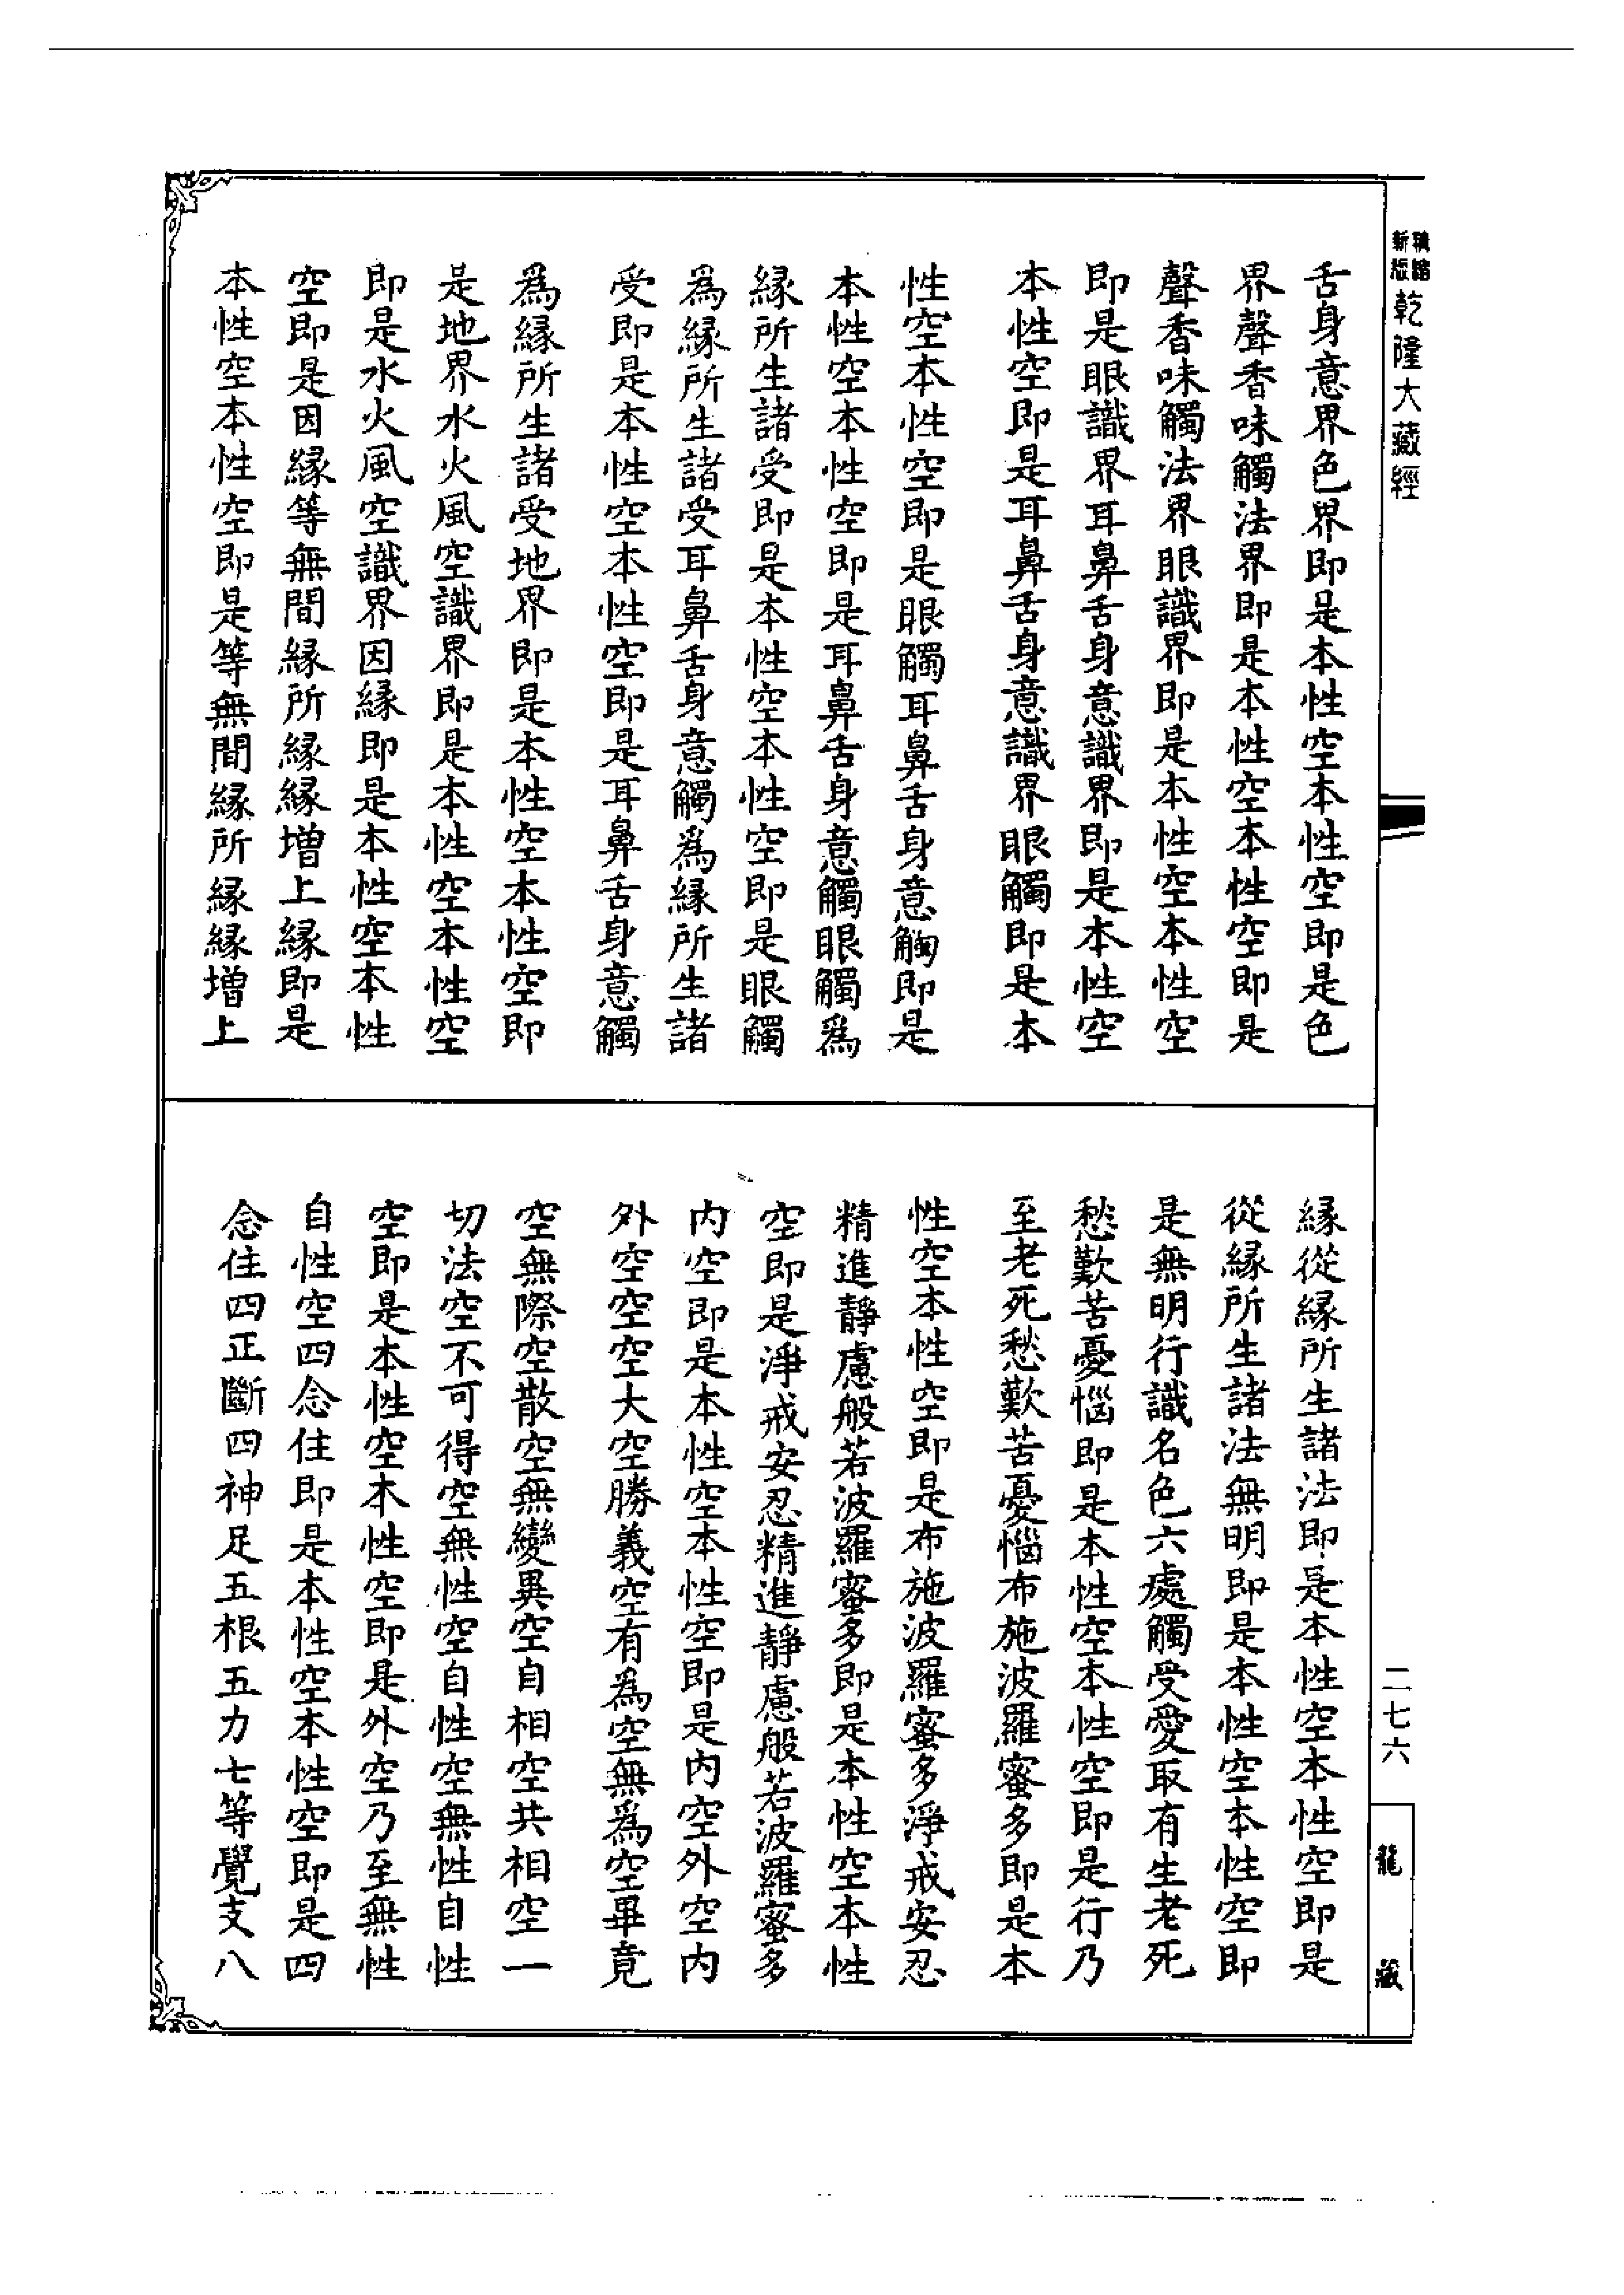 新版
乾隆大藏經
舌身意界色界即是本性空本性空即是色
界聲香味觸法界即是本性空本性空即是
聲香味觸法界眼識界即是本性空本性空
即是眼識界耳鼻舌身意識界即是本性空
本性空即是耳鼻舌身意識界眼觸即是本
性空本性空即是眼觸耳鼻舌身意觸即是
本性空本性空即是耳鼻舌身意觸眼觸爲
緣所生諸受即是本性空本性空即是眼觸
爲緣所生諸受耳鼻舌身意觸爲緣所生諸
受即是本性空本性空即是耳鼻舌身意觸
爲緣所生諸受地界即是本性空本性空即
是地界水火風空識界即是本性空本性空
即是水火風空識界因緣即是本性空本性
空即是因緣等無間緣所緣緣增上緣即是
本性空本性空即是等無間緣所緣緣增上
緣從緣所生諸法即是本性空本性空即是
從緣所生諸法無明即是本性空本性空即
是無明行識名色六處觸受愛取有生老死
愁歎苦憂惱即是本性空本性空即是行乃
至老死愁歎苦憂惱布施波羅蜜多即是本
性空本性空即是布施波羅蜜多淨戒安忍
精進靜慮般若波羅蜜多即是本性空本性
空即是淨戒安忍精進靜慮般若波羅蜜多
内空即是本性空本性空即是内空外空内
外空空空大空勝義空有爲空無爲空畢竟
空無際空散空無變異空自相空共相空一
切法空不可得空無性空自性空無性自性
空即是本性空本性空即是外空乃至無性
自性空四念住即是本性空本性空即是四
念住四正斷四神足五根五力七等覺支八
二七六
龍藏